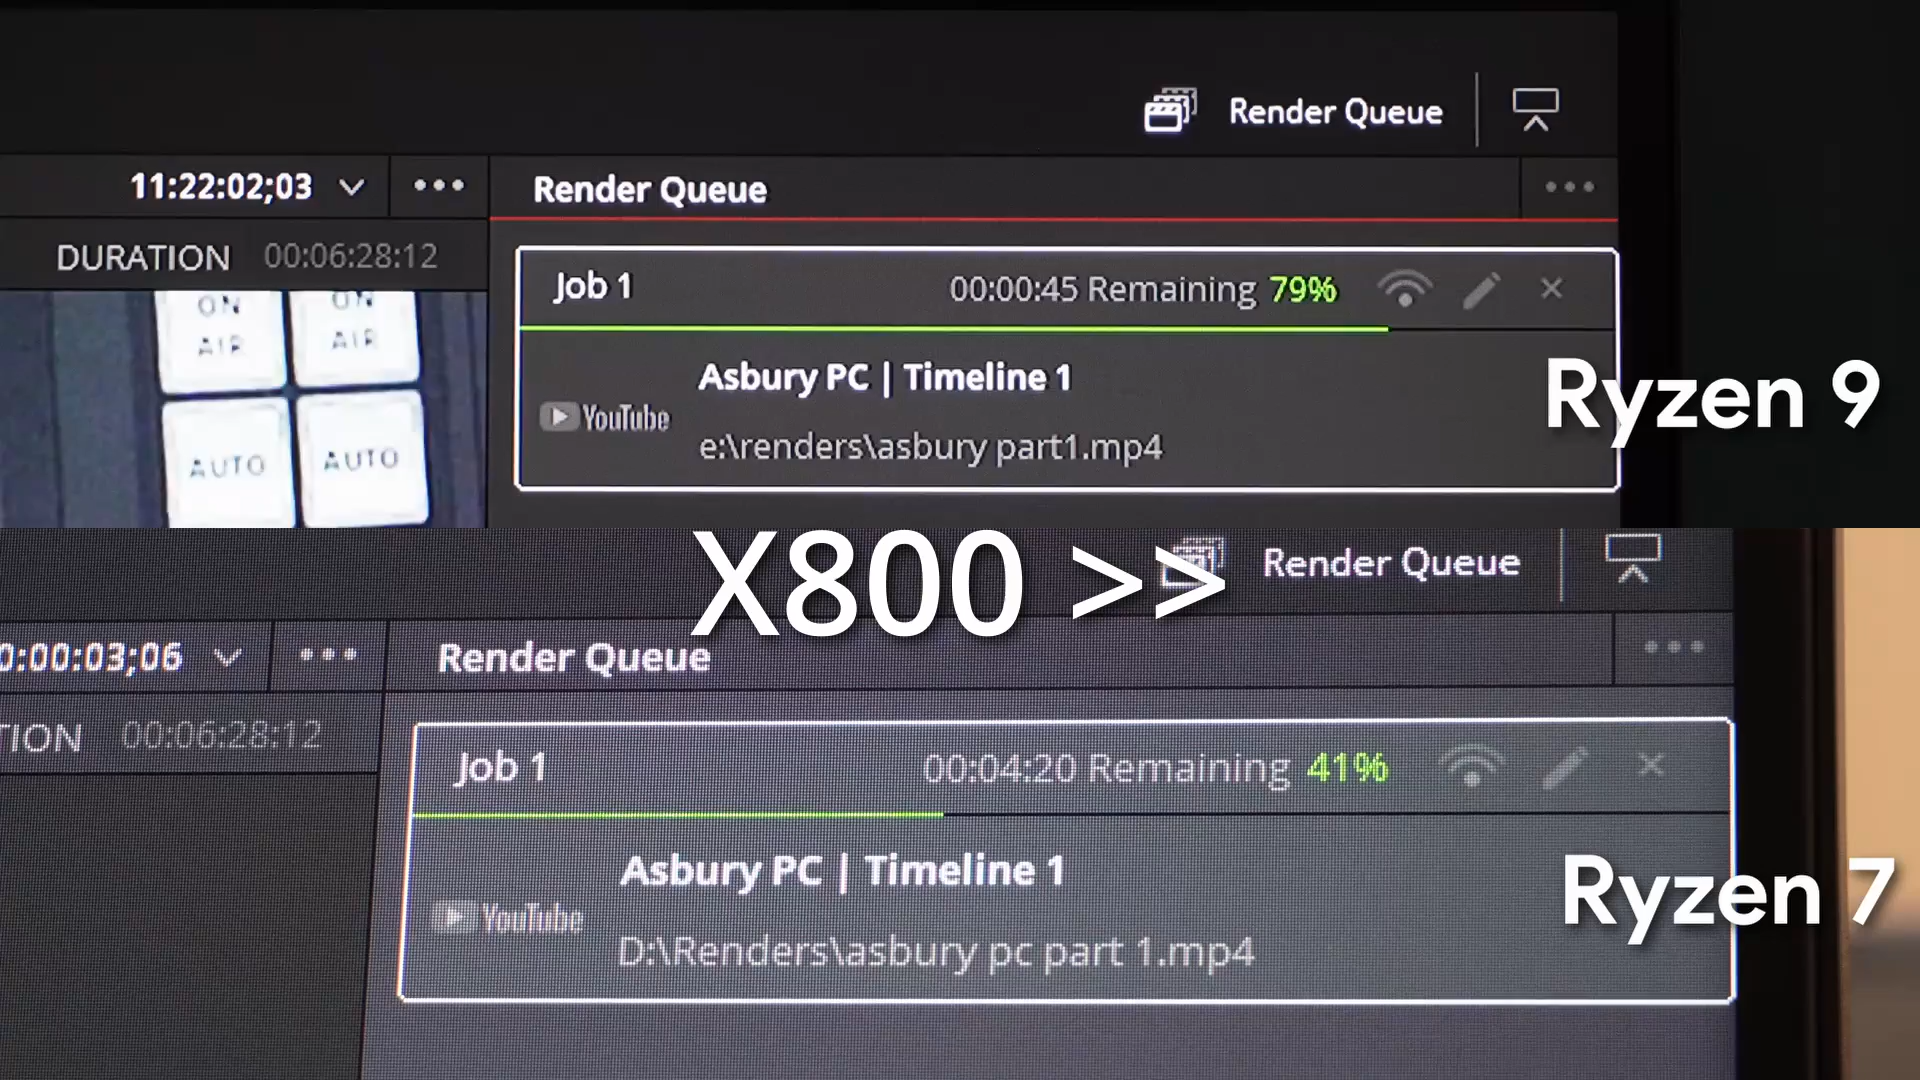 Render Queue
11:22:02;03
Render Queue
DURATION 00:06:28:12
Job 1 00:00:45 Remaining 79%
ON AIR
ON AIR
AUTO
AUTO
Asbury PC | Timeline 1
YouTube
e:\renders\asbury part1.mp4
Ryzen 9
X800 >>
Render Queue
0:00:03;06
Render Queue
TION 00:06:28:12
Job 1 00:04:20 Remaining 41%
Asbury PC | Timeline 1
YouTube
D:\Renders\asbury pc part 1.mp4
Ryzen 7